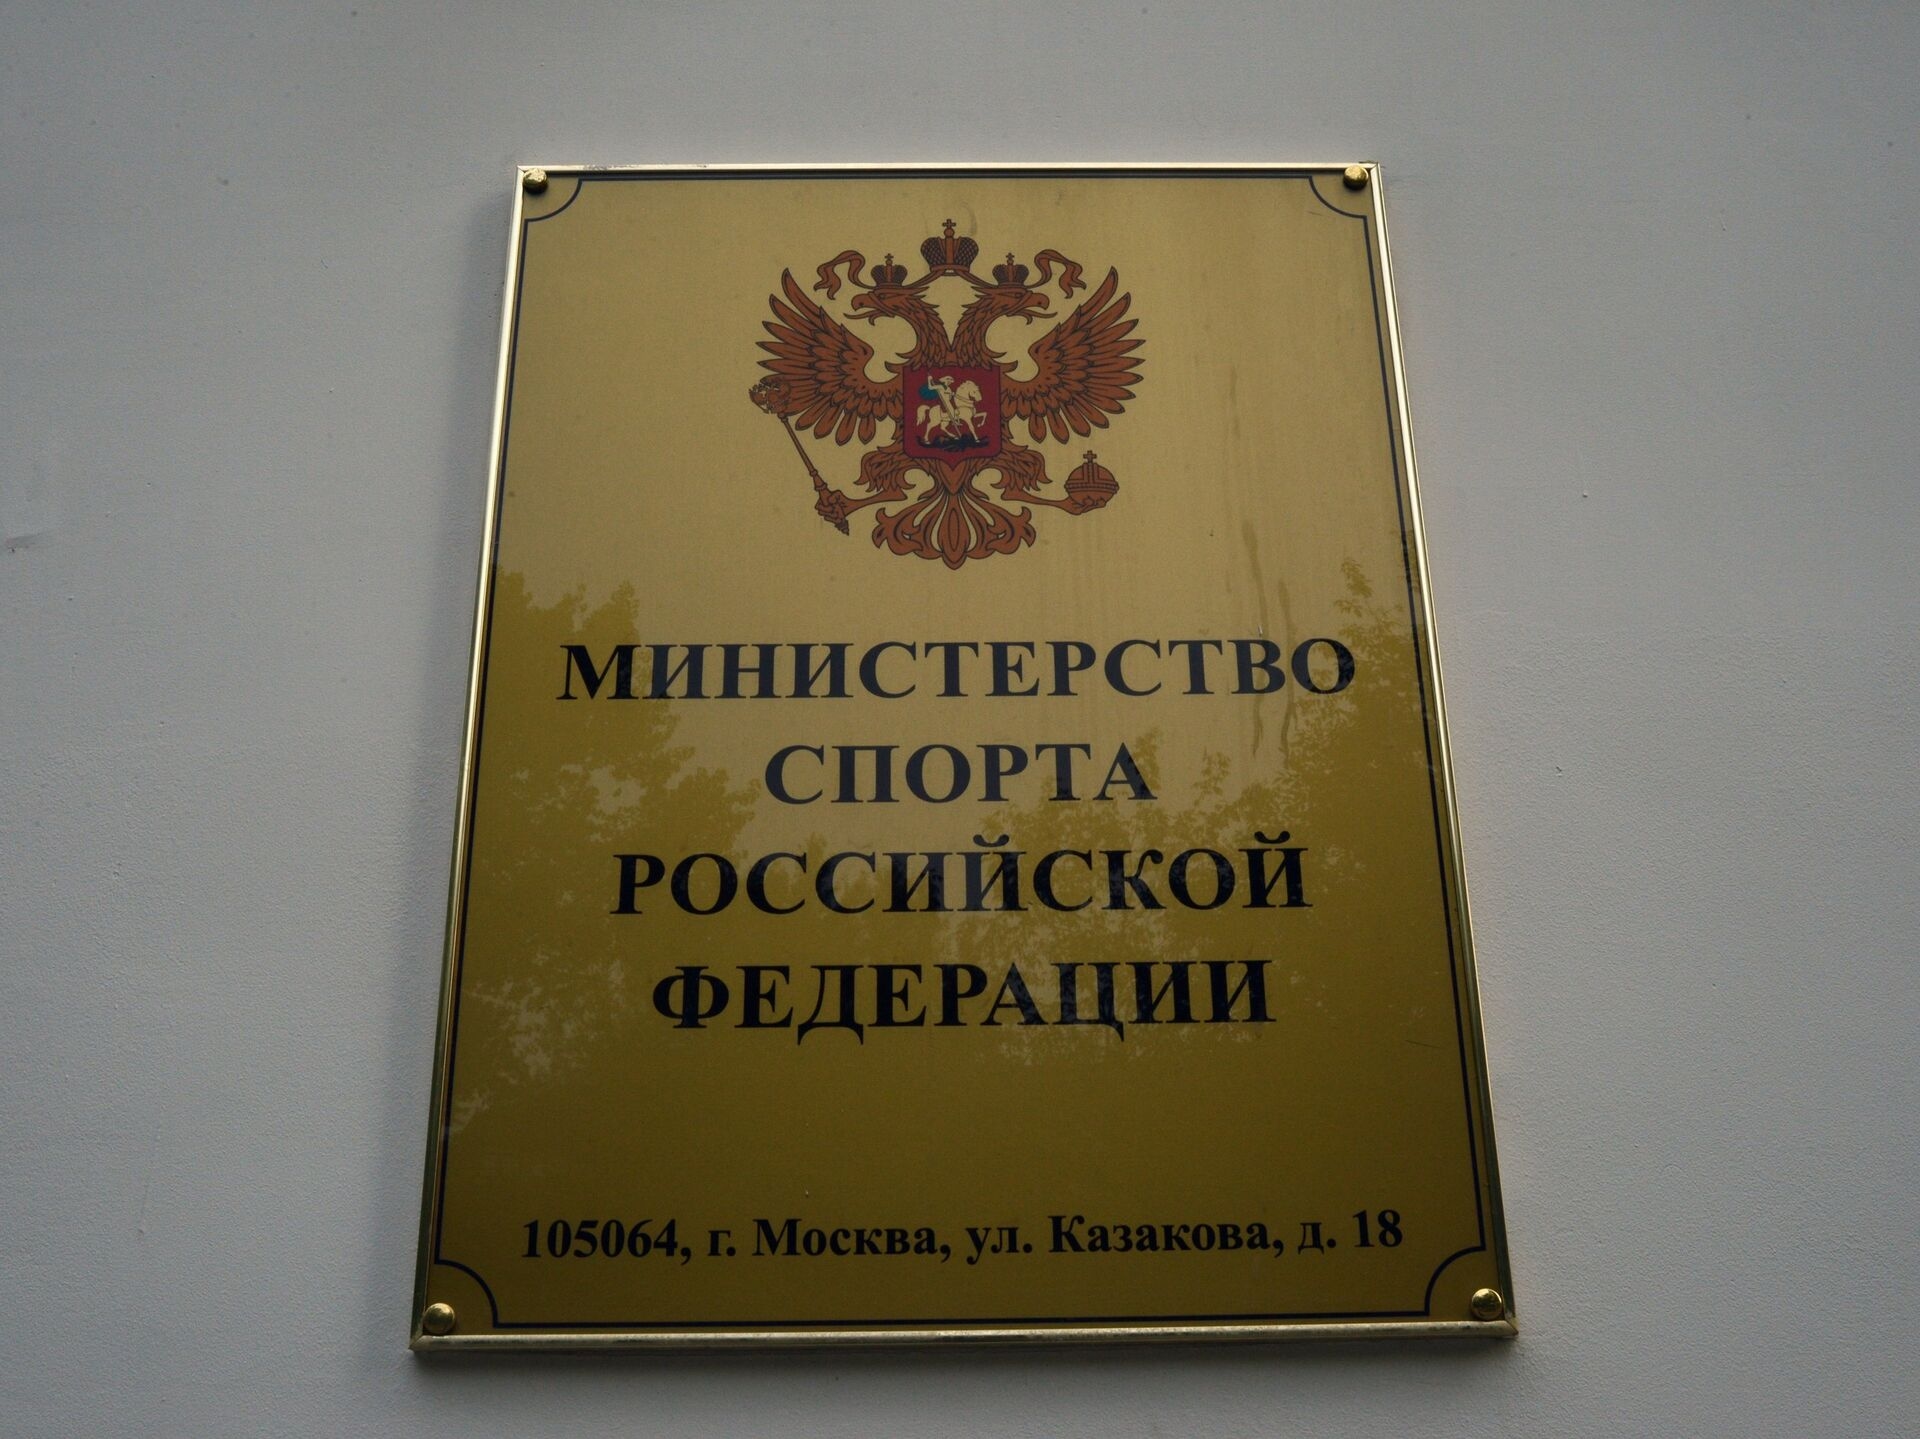 МИНИСТЕРСТВО
СПОРТА
РОССИЙСКОЙ
ФЕДЕРАЦИИ
105064, г. Москва, ул. Казакова, д. 18